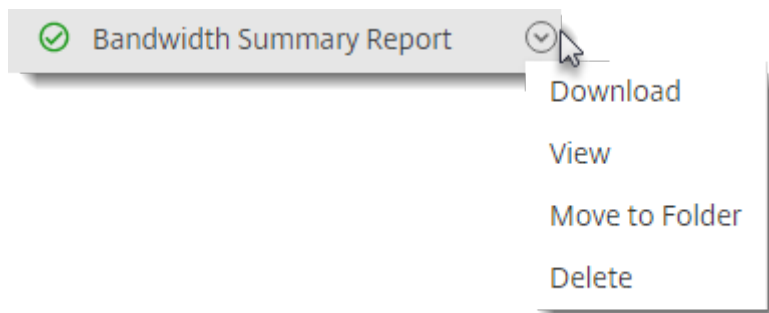 Bandwidth Summary Report
Download
View
Move to Folder
Delete